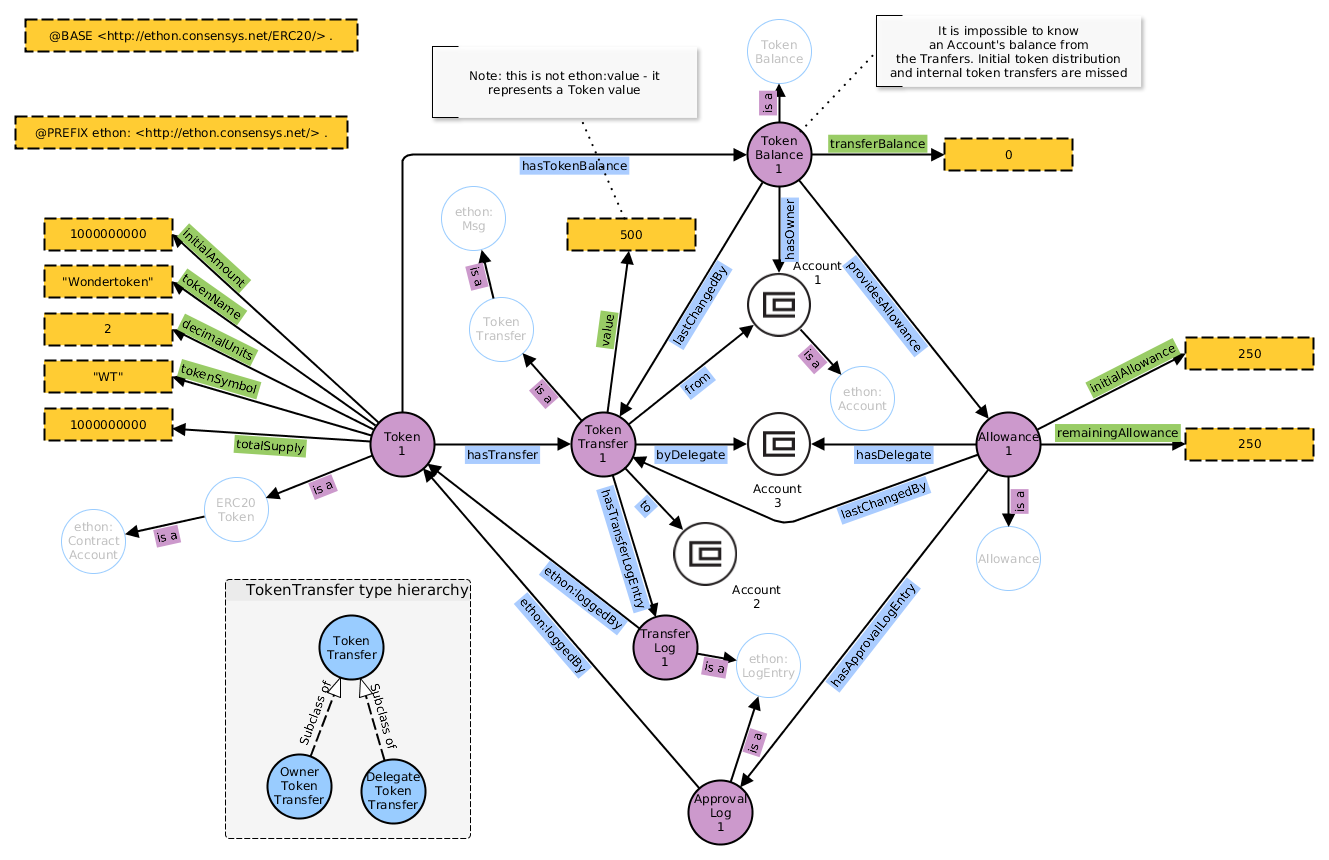 @BASE <http://ethon.consensys.net/ERC20/> .
@PREFIX ethon: <http://ethon.consensys.net/> .
Note: this is not ethon:value - it
represents a Token value
It is impossible to know
an Account's balance from
the Tranfers. Initial token distribution
and internal token transfers are missed
Token
Balance
is a
Token
Balance
1
transferBalance
0
hasTokenBalance
ethon:
Msg
is a
Token
Transfer
is a
500
value
lastChangedBy
hasOwner
providesAllowance
Account
1
from
is a
ethon:
Account
1000000000
initialAmount
"Wondertoken"
tokenName
2
decimalUnits
"WT"
tokenSymbol
1000000000
totalSupply
Token
1
hasTransfer
Token
Transfer
1
byDelegate
Account
3
hasDelegate
Allowance
1
initialAllowance
250
remainingAllowance
250
is a
Allowance
lastChangedBy
is a
ERC20
Token
is a
ethon:
Contract
Account
to
Account
2
hasTransferLogEntry
ethon:loggedBy
ethon:loggedBy
hasApprovalLogEntry
Transfer
Log
1
is a
ethon:
LogEntry
is a
Approval
Log
1
TokenTransfer type hierarchy
Token
Transfer
Subclass of
Subclass of
Owner
Token
Transfer
Delegate
Token
Transfer